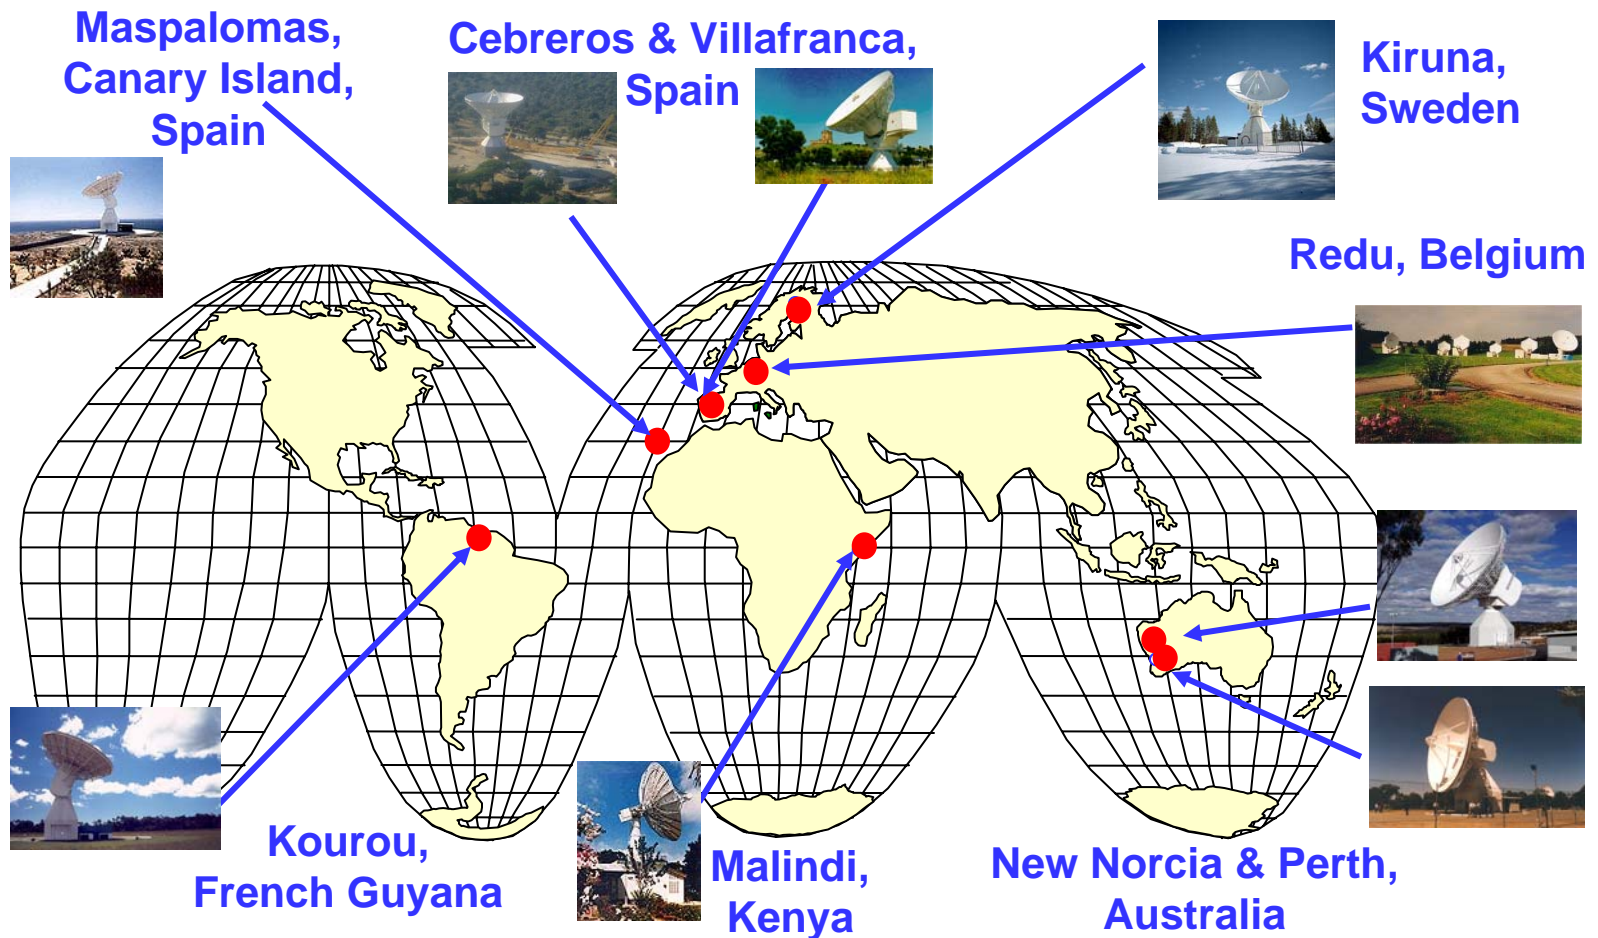 Maspalomas,
Canary Island,
Spain
Cebreros & Villafranca,
Spain
Kiruna,
Sweden
Redu, Belgium
Kourou,
French Guyana
Malindi,
Kenya
New Norcia & Perth,
Australia